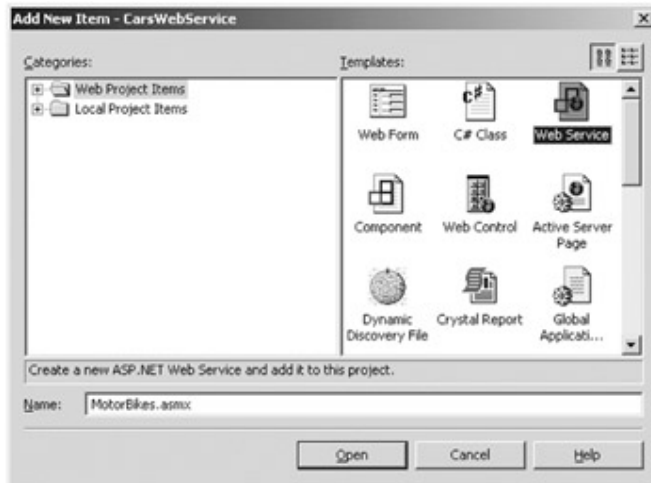 Add New Item - CarsWebService
Categories:
Templates:
Web Project Items
Local Project Items
Web Form
C# Class
Web Service
Component
Web Control
Active Server
Page
Dynamic
Discovery File
Crystal Report
Global
Applicati...
Create a new ASP.NET Web Service and add it to this project.
Name:
MotorBikes.asmx
Open
Cancel
Help